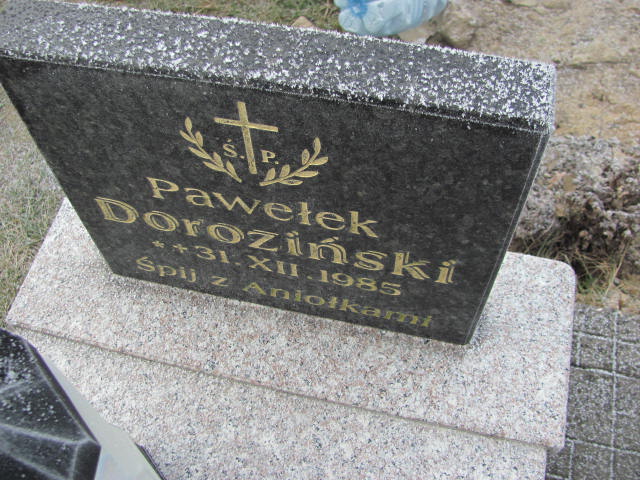 Ś. P.
Pawełek
Doroziński
*+31.XII.1985
Śpij z Aniołkami